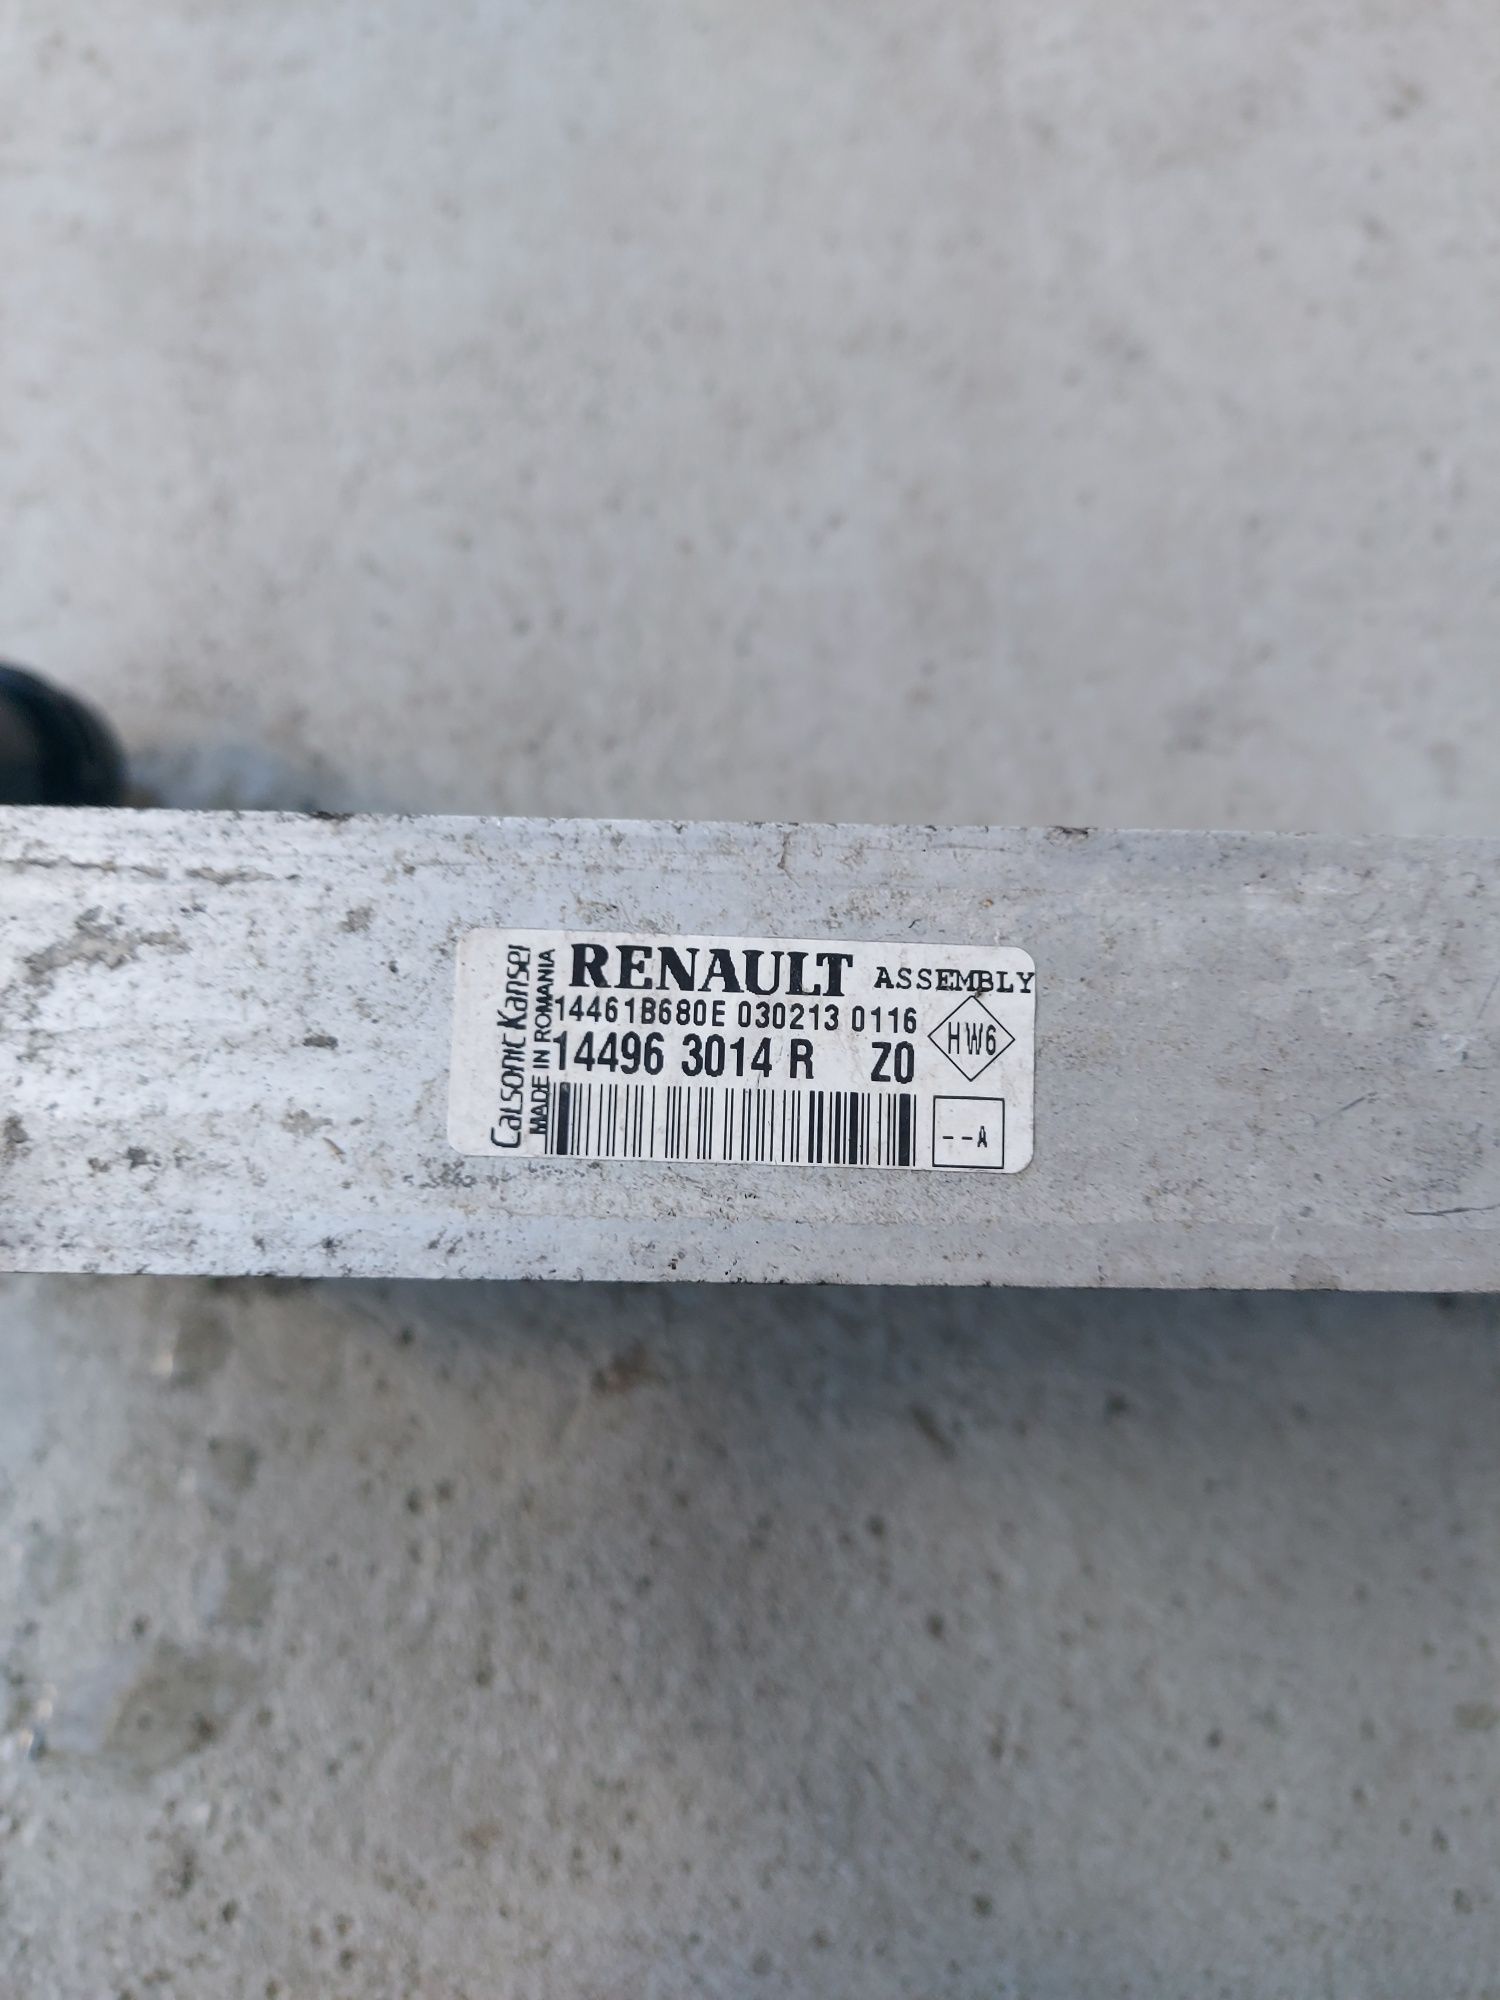 Calsonic Kansei
MADE IN ROMANIA
RENAULT ASSEMBLY
14461B680E 030213 0116
14496 3014 R Z0
HW6
--A